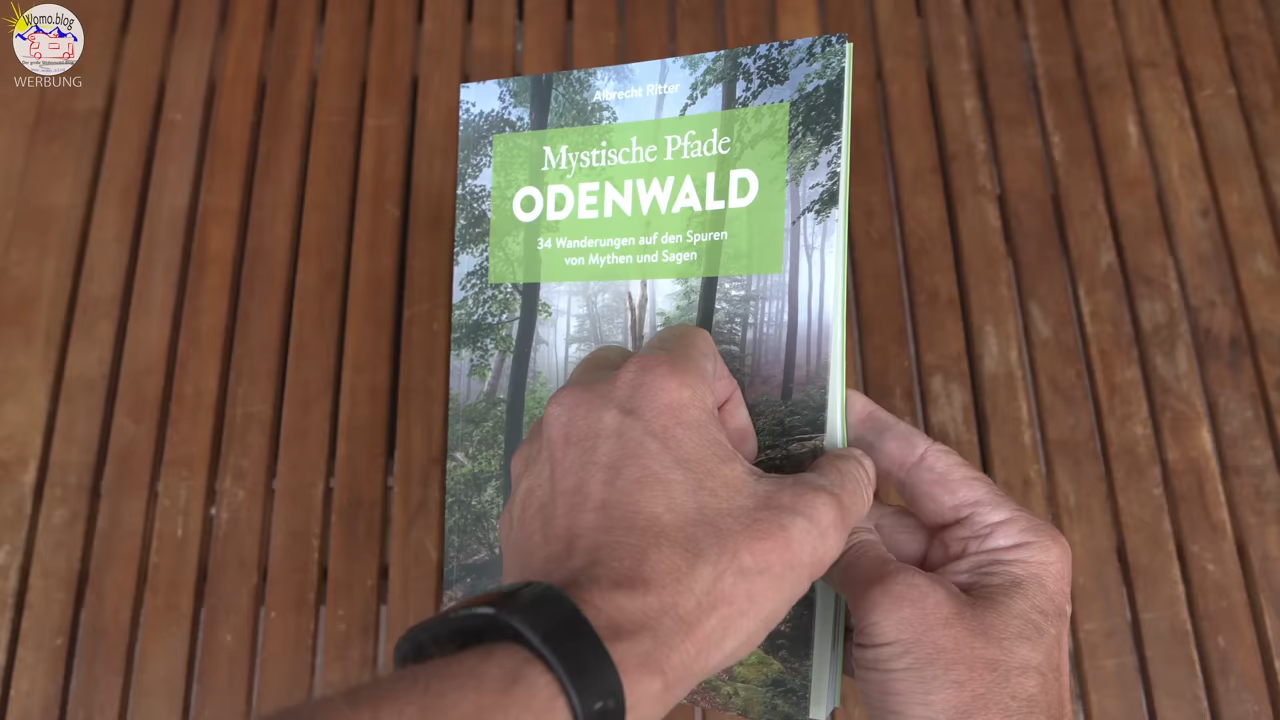 Womo.blog
WERBUNG
Albrecht Ritter
Mystische Pfade
ODENWALD
34 Wanderungen auf den Spuren
von Mythen und Sagen